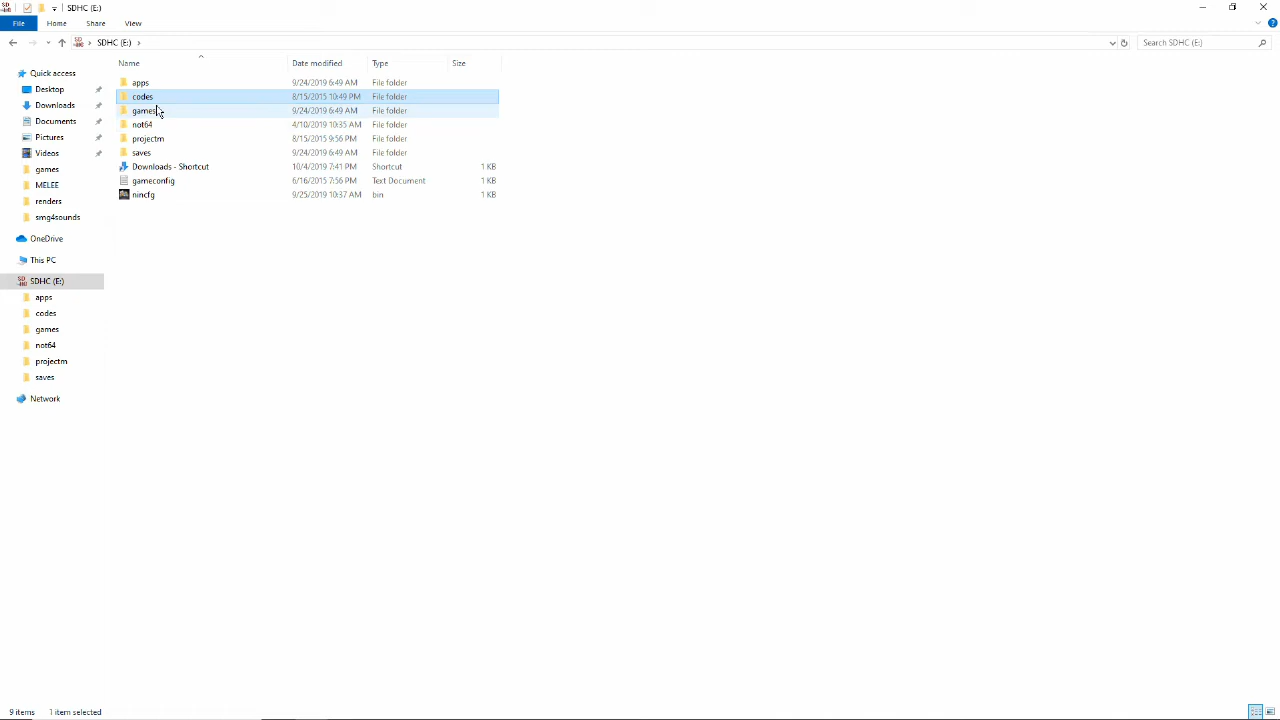 SDHC (E:)
File Home Share View
SDHC (E:) Search SDHC (E:)
Name Date modified Type Size
Quick access
Desktop
Downloads
Documents
Pictures
Videos
games
MELEE
renders
smg4sounds
OneDrive
This PC
SDHC (E:)
apps
codes
games
not64
projectm
saves
Network
apps 9/24/2019 6:49 AM File folder
codes 8/15/2015 10:49 PM File folder
games 9/24/2019 6:49 AM File folder
not64 4/10/2019 10:35 AM File folder
projectm 8/15/2015 9:56 PM File folder
saves 9/24/2019 6:49 AM File folder
Downloads - Shortcut 10/4/2019 7:41 PM Shortcut 1 KB
gameconfig 6/16/2015 7:56 PM Text Document 1 KB
nincfg 9/25/2019 10:37 AM bin 1 KB
9 items 1 item selected